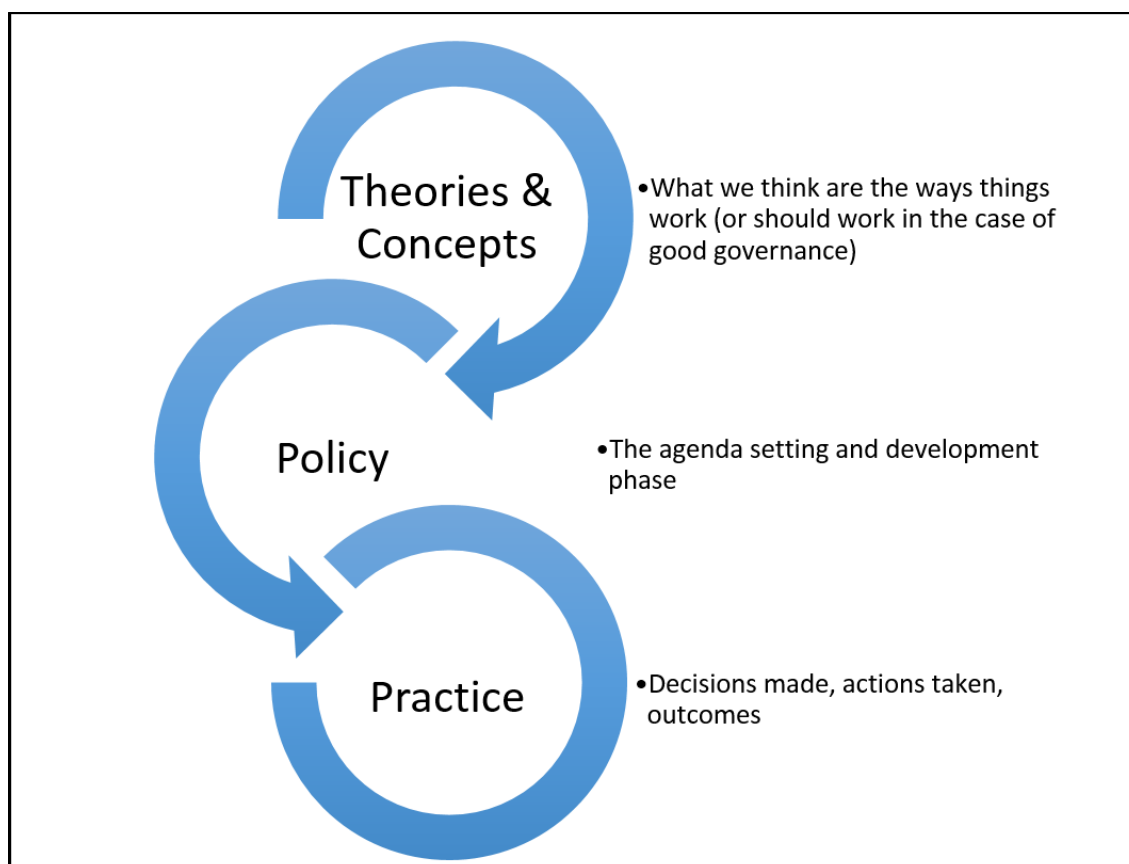 Theories &
Concepts
•What we think are the ways things
work (or should work in the case of
good governance)
Policy
•The agenda setting and development
phase
Practice
•Decisions made, actions taken,
outcomes